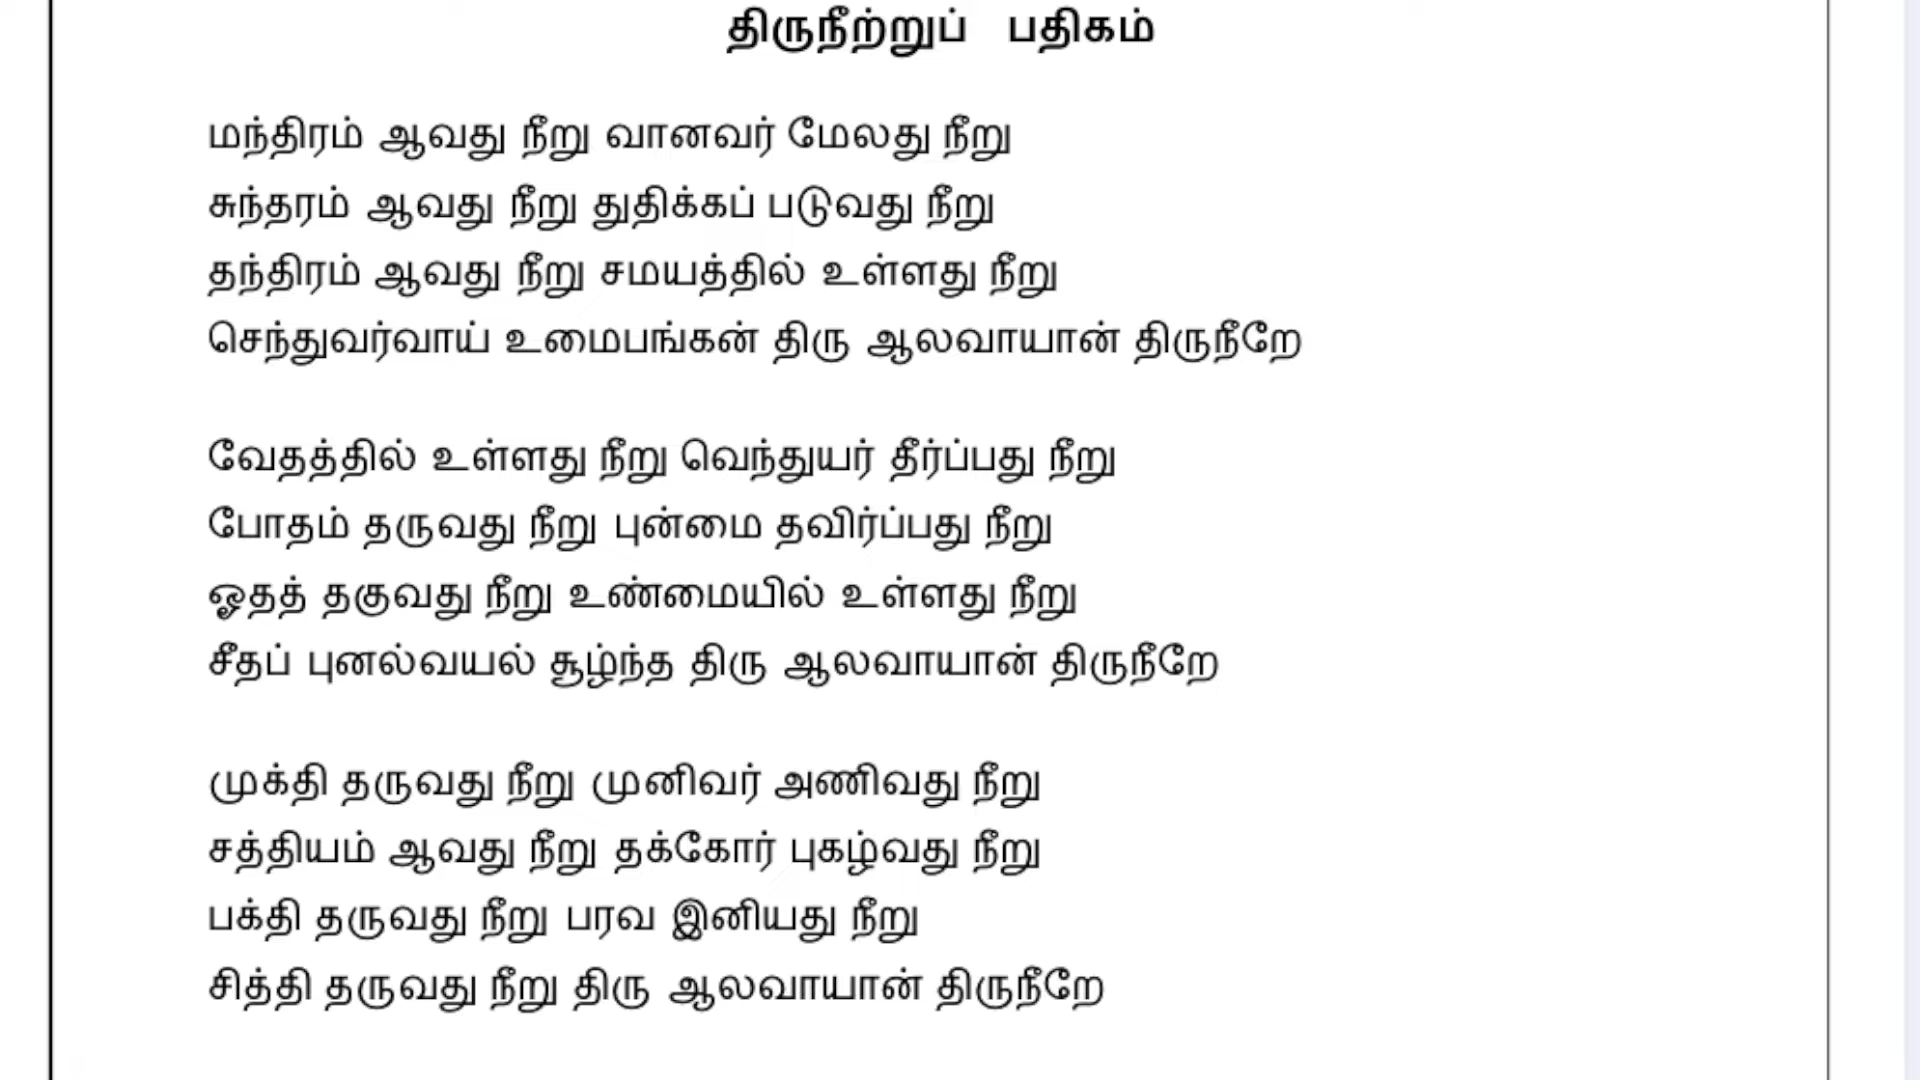 திருநீற்றுப் பதிகம்
மந்திரம் ஆவது நீறு வானவர் மேலது நீறு
சுந்தரம் ஆவது நீறு துதிக்கப் படுவது நீறு
தந்திரம் ஆவது நீறு சமயத்தில் உள்ளது நீறு
செந்துவர்வாய் உமைபங்கன் திரு ஆலவாயான் திருநீறே
வேதத்தில் உள்ளது நீறு வெந்துயர் தீர்ப்பது நீறு
போதம் தருவது நீறு புன்மை தவிர்ப்பது நீறு
ஓதத் தகுவது நீறு உண்மையில் உள்ளது நீறு
சீதப் புனல்வயல் சூழ்ந்த திரு ஆலவாயான் திருநீறே
முக்தி தருவது நீறு முனிவர் அணிவது நீறு
சத்தியம் ஆவது நீறு தக்கோர் புகழ்வது நீறு
பக்தி தருவது நீறு பரவ இனியது நீறு
சித்தி தருவது நீறு திரு ஆலவாயான் திருநீறே